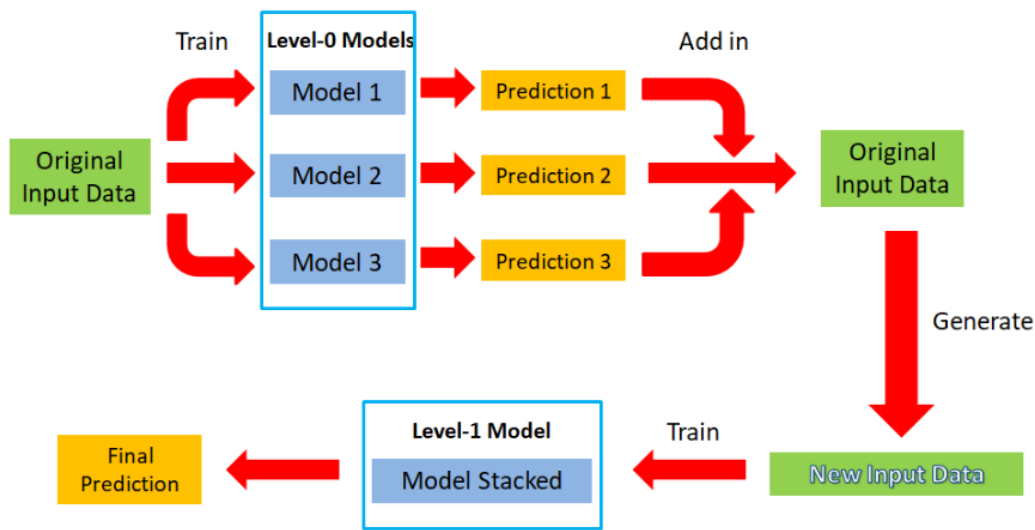 Train
Level-0 Models
Add in
Model 1
Prediction 1
Original
Input Data
Model 2
Prediction 2
Original
Input Data
Model 3
Prediction 3
Generate
Level-1 Model
Train
Final
Prediction
Model Stacked
New Input Data